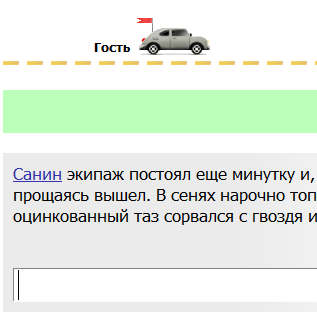 Гость
Санин экипаж постоял еще минутку и,
прощаясь вышел. В сенях нарочно топ
оцинкованный таз сорвался с гвоздя и